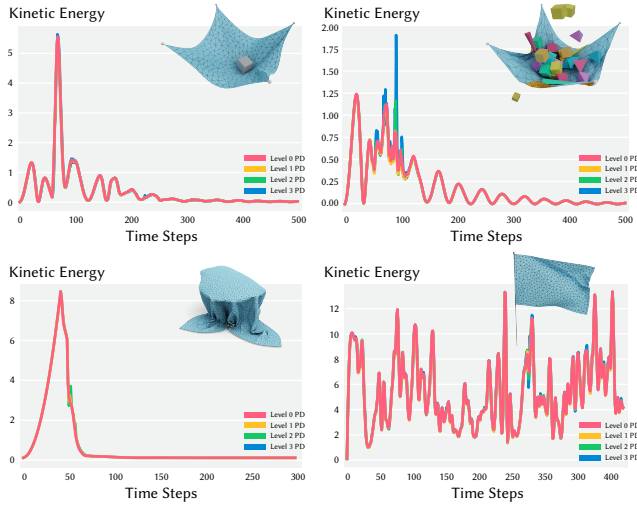 Kinetic Energy
5
4
3
2
1
0
Level 0 PD
Level 1 PD
Level 2 PD
Level 3 PD
0 100 200 300 400 500
Time Steps
Kinetic Energy
2.00
1.75
1.50
1.25
1.00
0.75
0.50
0.25
0.00
Level 0 PD
Level 1 PD
Level 2 PD
Level 3 PD
0 100 200 300 400 500
Time Steps
Kinetic Energy
8
6
4
2
0
Level 0 PD
Level 1 PD
Level 2 PD
Level 3 PD
0 50 100 150 200 250 300
Time Steps
Kinetic Energy
12
10
8
6
4
2
0
Level 0 PD
Level 1 PD
Level 2 PD
Level 3 PD
0 50 100 150 200 250 300 350 400
Time Steps